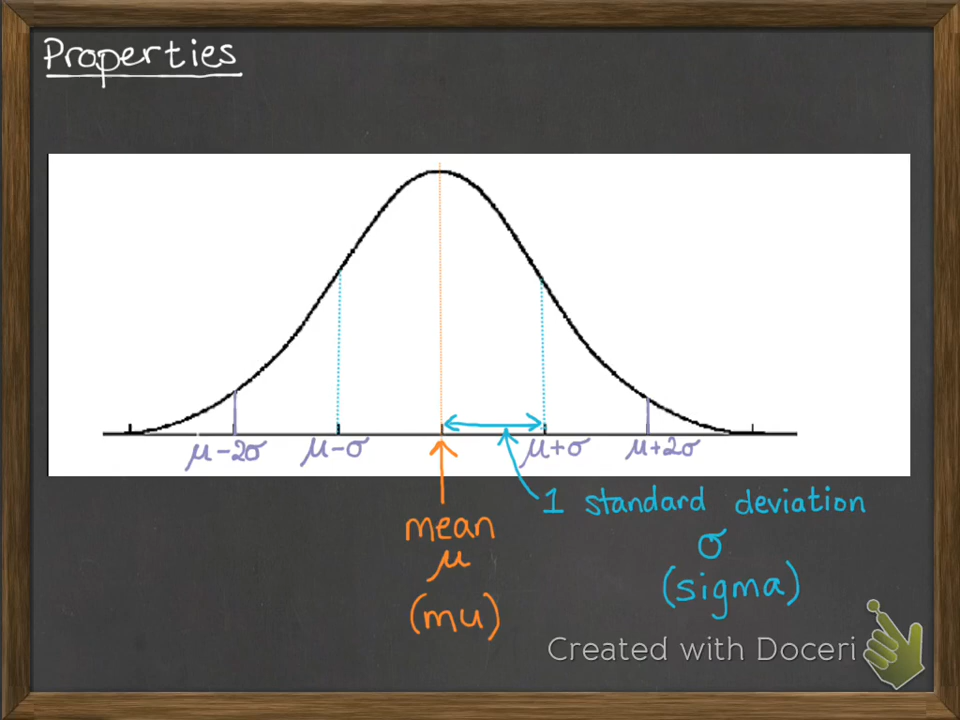 Properties
μ-2σ μ-σ μ+σ μ+2σ
1 standard deviation
mean
σ
μ
(sigma)
(mu)
Created with Doceri